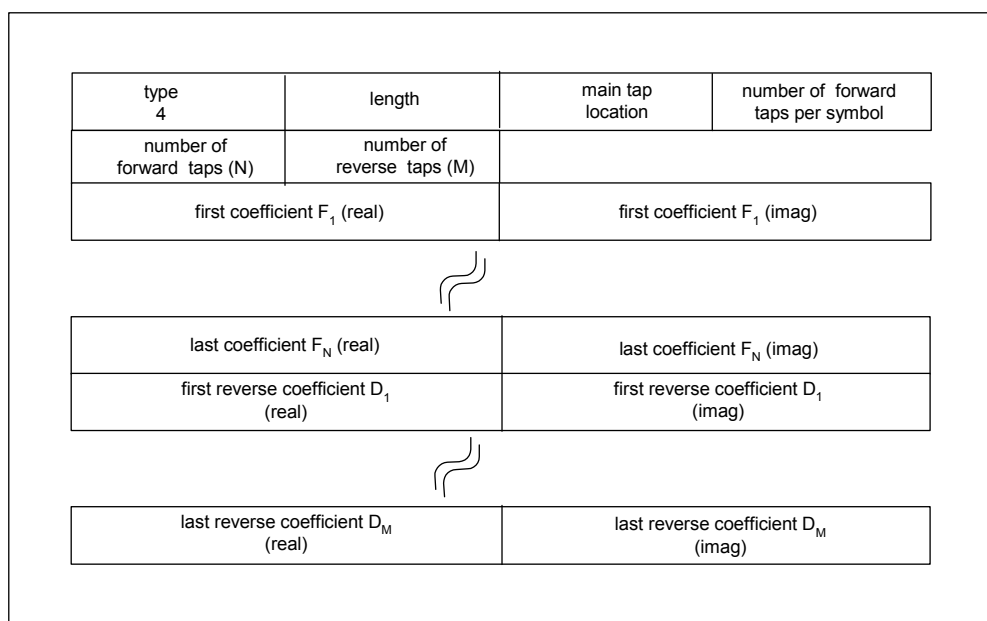 type
4
length
main tap
location
number of forward
taps per symbol
number of
forward taps (N)
number of
reverse taps (M)
first coefficient F1 (real)
first coefficient F1 (imag)
last coefficient FN (real)
last coefficient FN (imag)
first reverse coefficient D1
(real)
first reverse coefficient D1
(imag)
last reverse coefficient DM
(real)
last reverse coefficient DM
(imag)